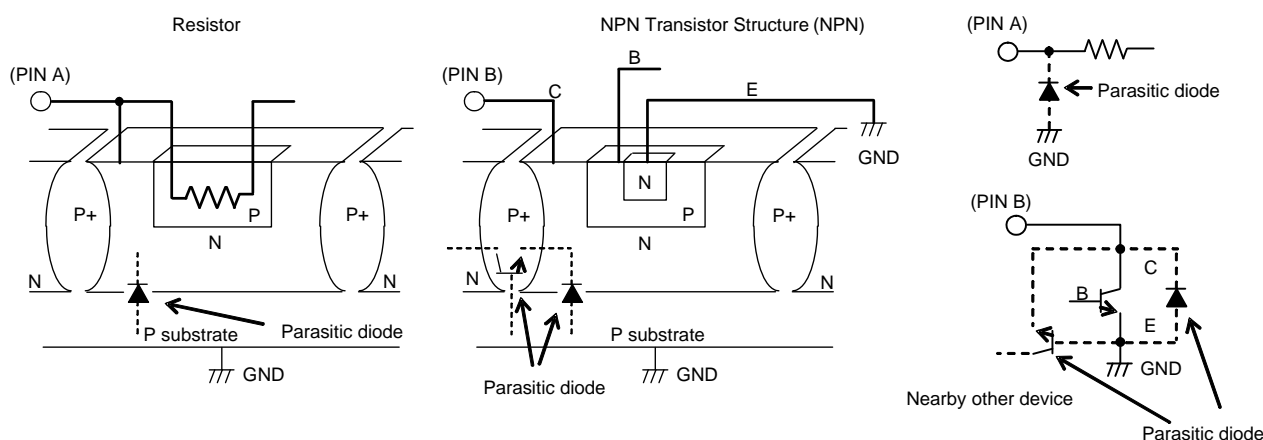 Resistor
(PIN A)
P+
P+
P
N
N
N
P substrate
Parasitic diode
GND
NPN Transistor Structure (NPN)
(PIN B)
B
C
E
GND
P+
P+
N
P
N
N
N
P substrate
GND
Parasitic diode
(PIN A)
Parasitic diode
GND
(PIN B)
C
B
E
GND
Nearby other device
Parasitic diode